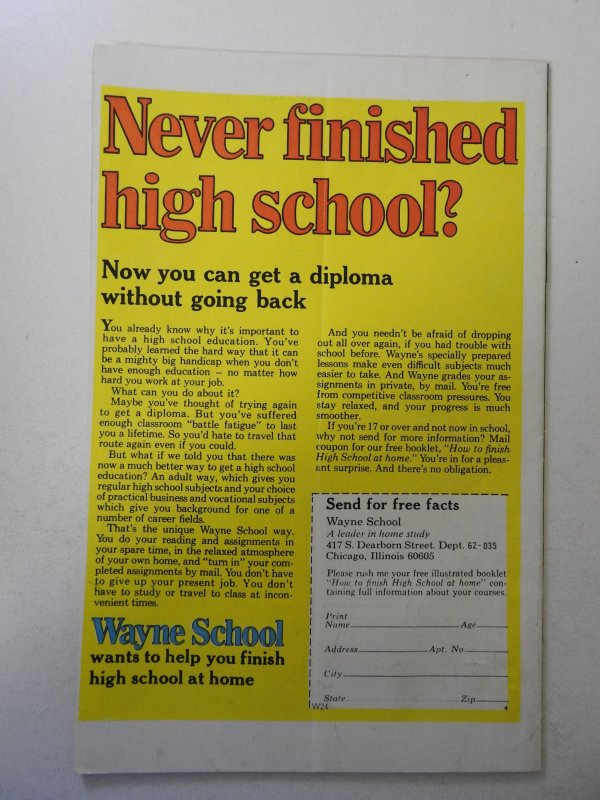 Never finished
high school?
Now you can get a diploma
without going back
You already know why it's important to
have a high school education. You've
probably learned the hard way that it can
be a mighty big handicap when you don't
have enough education – no matter how
hard you work at your job.
What can you do about it?
Maybe you've thought of trying again
to get a diploma. But you've suffered
enough classroom "battle fatigue" to last
you a lifetime. So you'd hate to travel that
route again even if you could.
But what if we told you that there was
now a much better way to get a high school
education? An adult way, which gives you
regular high school subjects and your choice
of practical business and vocational subjects
which give you background for one of a
number of career fields.
That's the unique Wayne School way.
You do your reading and assignments in
your spare time, in the relaxed atmosphere
of your own home, and "turn in" your com-
pleted assignments by mail. You don't have
to give up your present job. You don't
have to study or travel to class at incon-
venient times.
Wayne School
wants to help you finish
high school at home
And you needn't be afraid of dropping
out all over again, if you had trouble with
school before. Wayne's specially prepared
lessons make even difficult subjects much
easier to take. And Wayne grades your as-
signments in private, by mail. You're free
from competitive classroom pressures. You
stay relaxed, and your progress is much
smoother.
If you're 17 or over and not now in school,
why not send for more information? Mail
coupon for our free booklet, "How to finish
High School at home." You're in for a pleas-
ant surprise. And there's no obligation.
Send for free facts
Wayne School
A leader in home study
417 S. Dearborn Street. Dept. 62-035
Chicago, Illinois 60605
Please rush me your free illustrated booklet
"How to finish High School at home" con-
taining full information about your courses.
Print
Name Age
Address Apt. No.
City
State Zip
W24 4